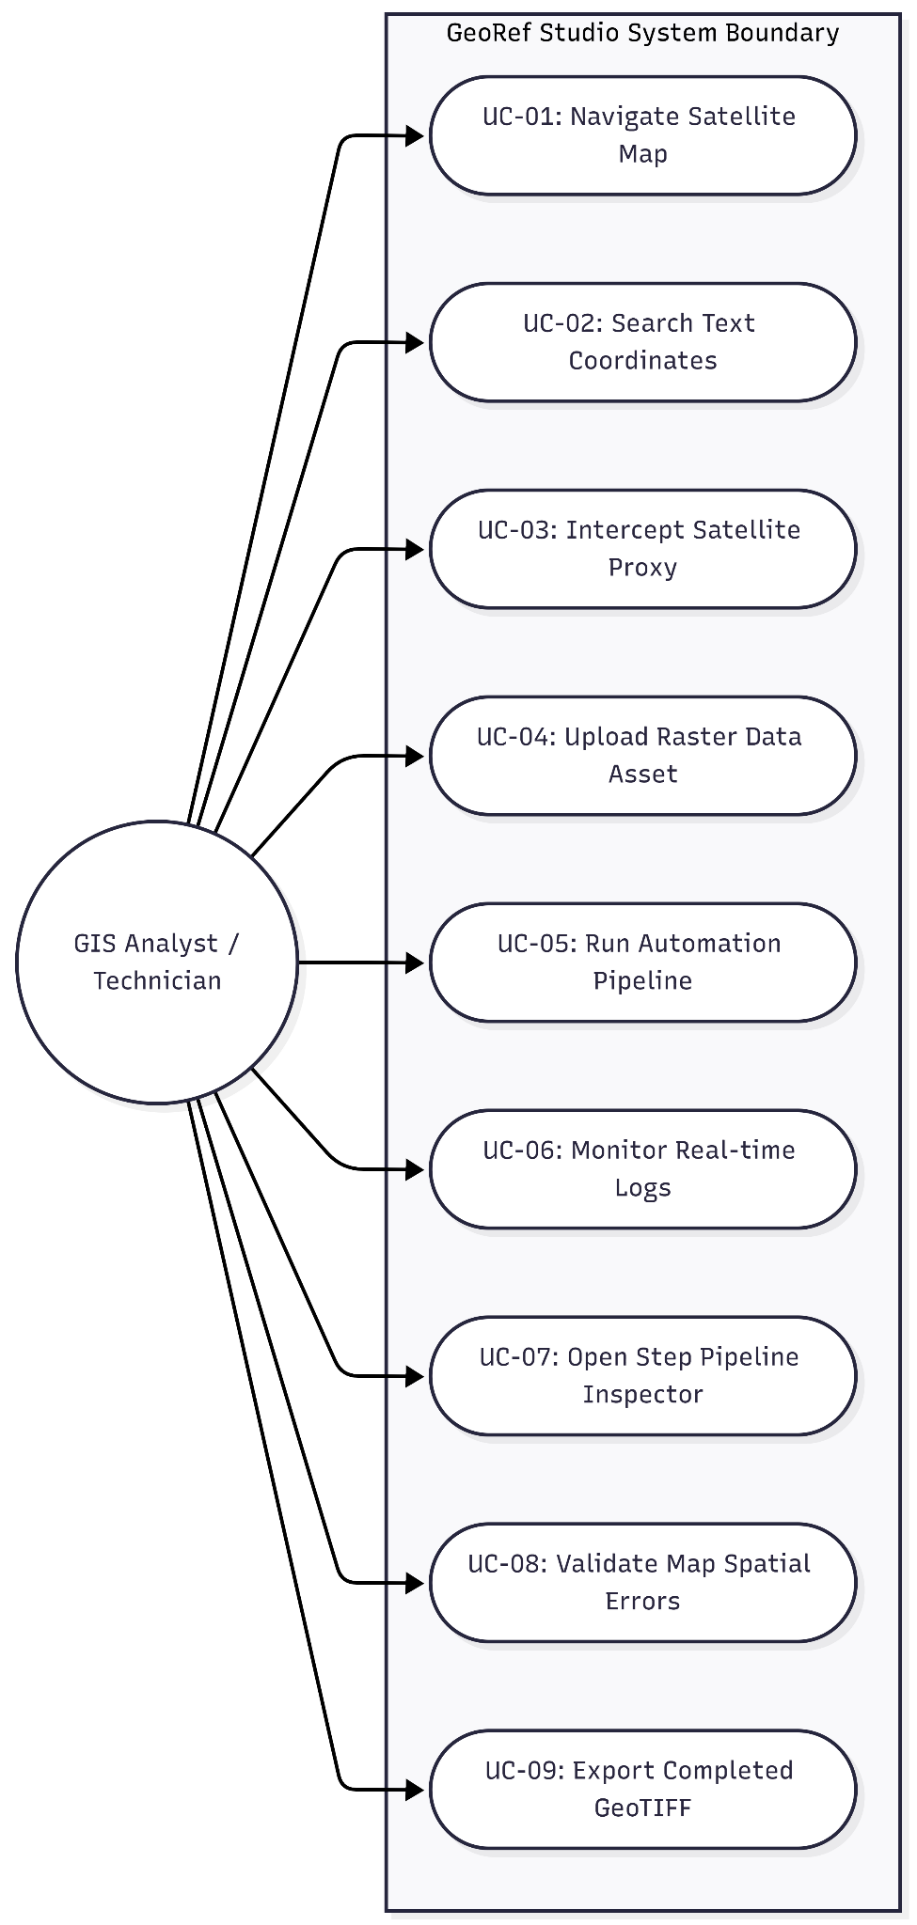 GeoRef Studio System Boundary
UC-01: Navigate Satellite
Map
UC-02: Search Text
Coordinates
UC-03: Intercept Satellite
Proxy
UC-04: Upload Raster Data
Asset
GIS Analyst /
Technician
UC-05: Run Automation
Pipeline
UC-06: Monitor Real-time
Logs
UC-07: Open Step Pipeline
Inspector
UC-08: Validate Map Spatial
Errors
UC-09: Export Completed
GeoTIFF